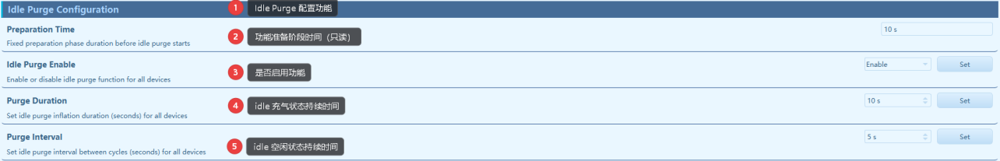 Idle Purge Configuration
1 Idle Purge 配置功能
Preparation Time
Fixed preparation phase duration before idle purge starts
2 功能准备阶段时间（只读）
10 s
Idle Purge Enable
Enable or disable idle purge function for all devices
3 是否启用功能
Enable
Set
Purge Duration
Set idle purge inflation duration (seconds) for all devices
4 idle 充气状态持续时间
10 s
Set
Purge Interval
Set idle purge interval between cycles (seconds) for all devices
5 idle 空闲状态持续时间
5 s
Set